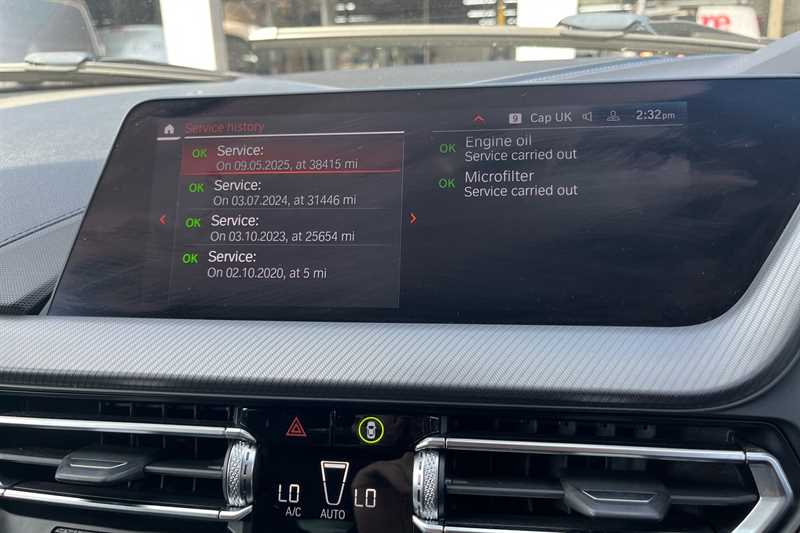 Service history
9 Cap UK 2:32pm
OK Service:
On 09.05.2025, at 38415 mi
OK Service:
On 03.07.2024, at 31446 mi
OK Service:
On 03.10.2023, at 25654 mi
OK Service:
On 02.10.2020, at 5 mi
OK Engine oil
Service carried out
OK Microfilter
Service carried out
LO
A/C
AUTO
LO